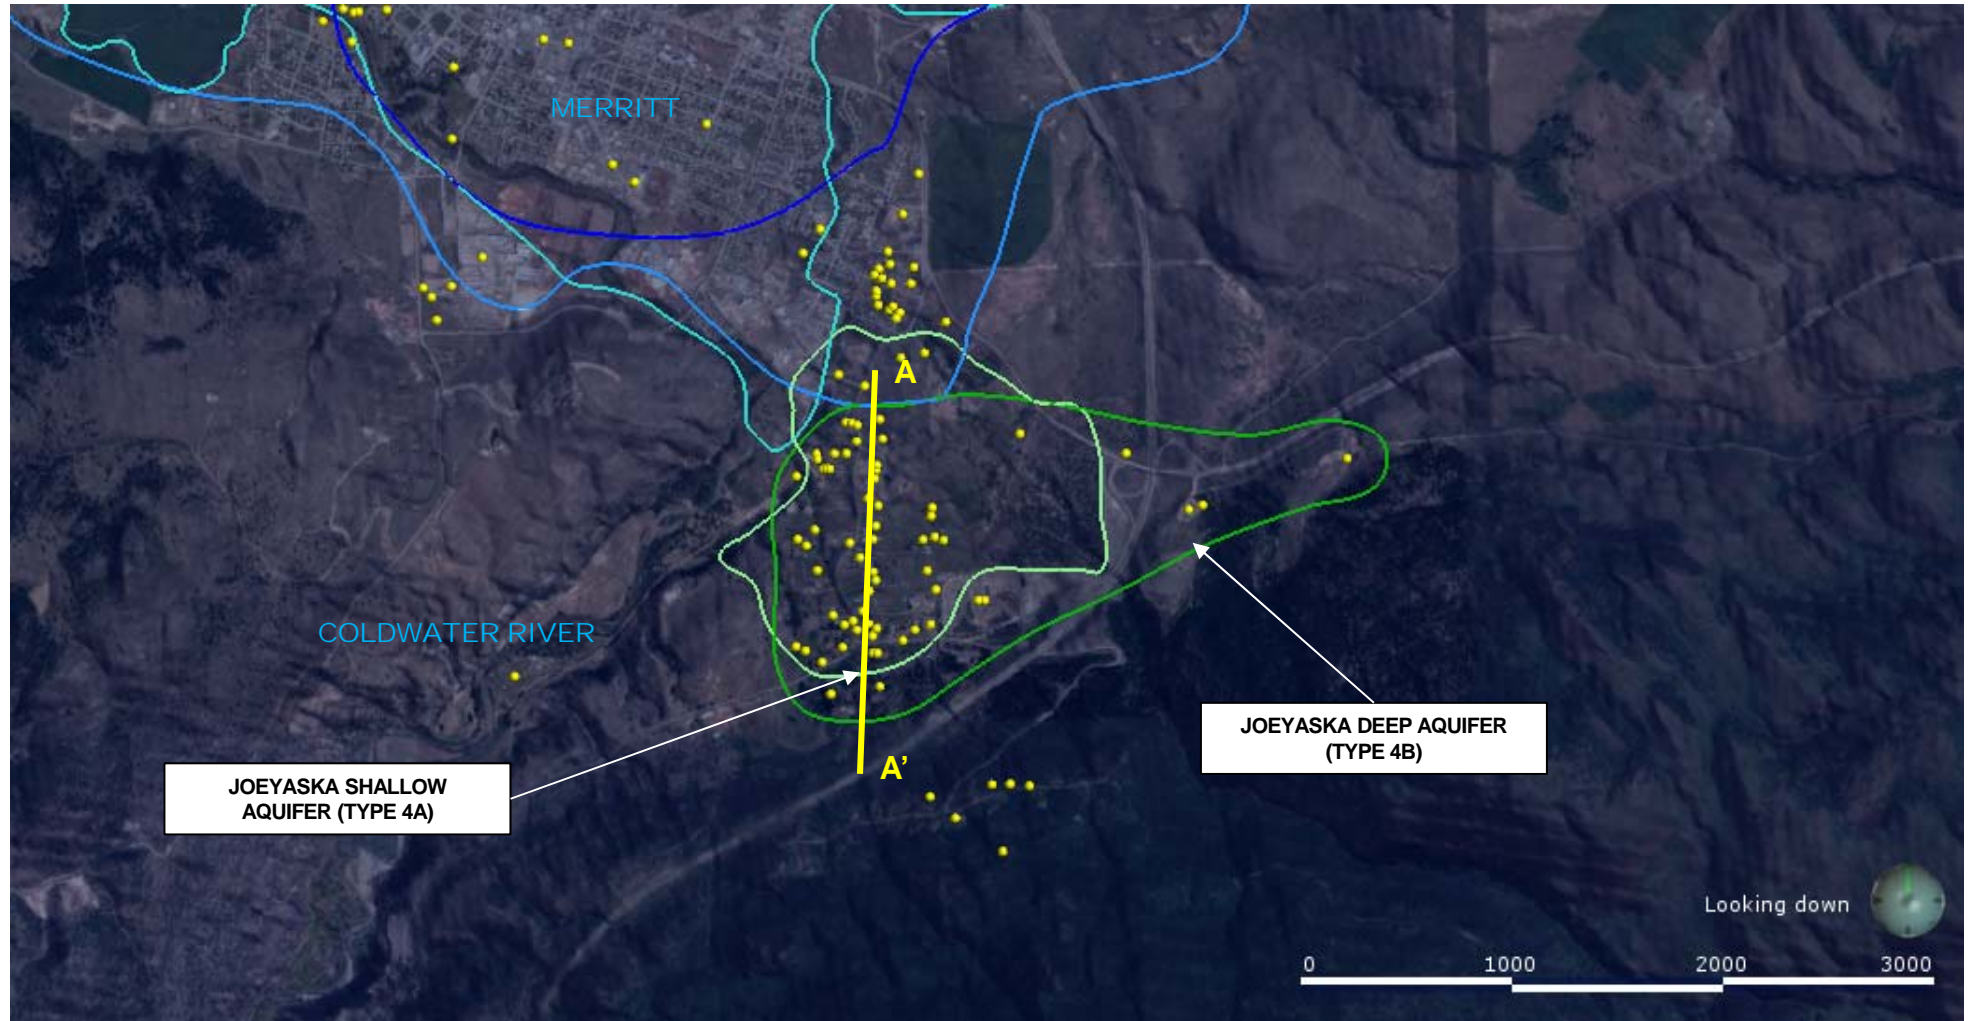 MERRITT
A
COLDWATER RIVER
JOEYASKA DEEP AQUIFER
(TYPE 4B)
A’
JOEYASKA SHALLOW
AQUIFER (TYPE 4A)
Looking down
0 1000 2000 3000